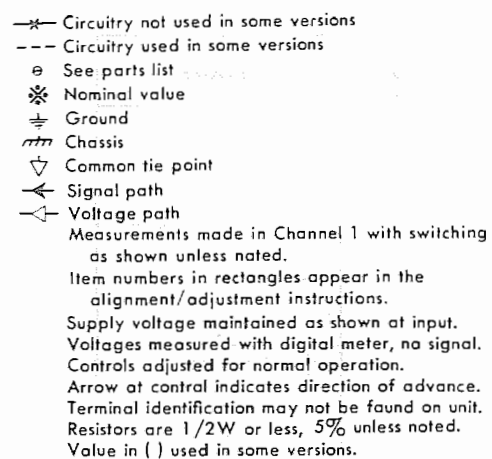 Circuitry not used in some versions
Circuitry used in some versions
See parts list
Nominal value
Ground
Chassis
Common tie point
Signal path
Voltage path
Measurements made in Channel 1 with switching
as shown unless noted.
Item numbers in rectangles appear in the
alignment/adjustment instructions.
Supply voltage maintained as shown at input.
Voltages measured with digital meter, no signal.
Controls adjusted for normal operation.
Arrow at control indicates direction of advance.
Terminal identification may not be found on unit.
Resistors are 1/2W or less, 5% unless noted.
Value in ( ) used in some versions.